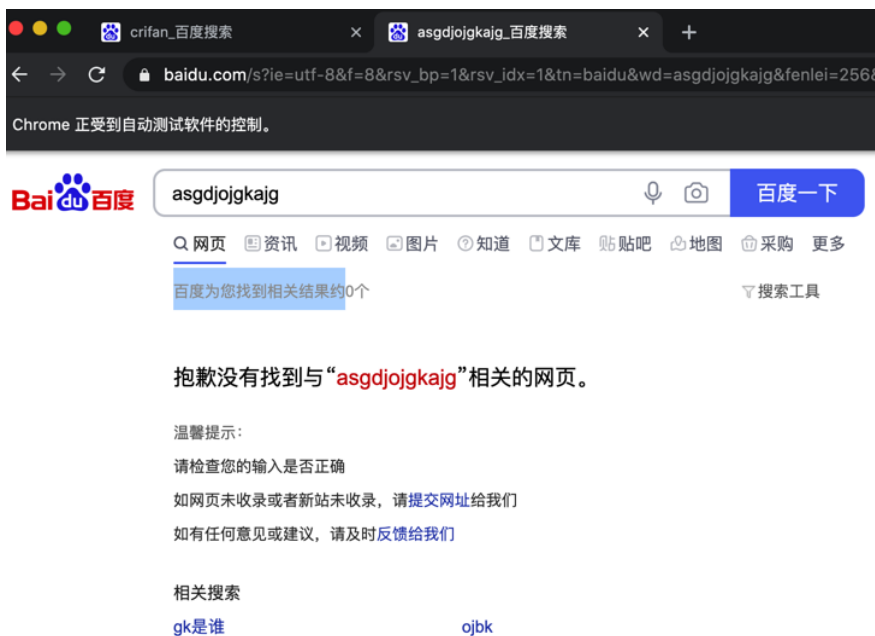 crifan_百度搜索
asgdjojgkajg_百度搜索
baidu.com/s?ie=utf-8&f=8&rsv_bp=1&rsv_idx=1&tn=baidu&wd=asgdjojgkajg&fenlei=256&
Chrome 正受到自动测试软件的控制。
Bai du 百度 asgdjojgkajg 百度一下
网页 资讯 视频 图片 知道 文库 贴吧 地图 采购 更多
百度为您找到相关结果约0个 搜索工具
抱歉没有找到与“asgdjojgkajg”相关的网页。
温馨提示：
请检查您的输入是否正确
如网页未收录或者新站未收录，请提交网址给我们
如有任何意见或建议，请及时反馈给我们
相关搜索
gk是谁 ojbk